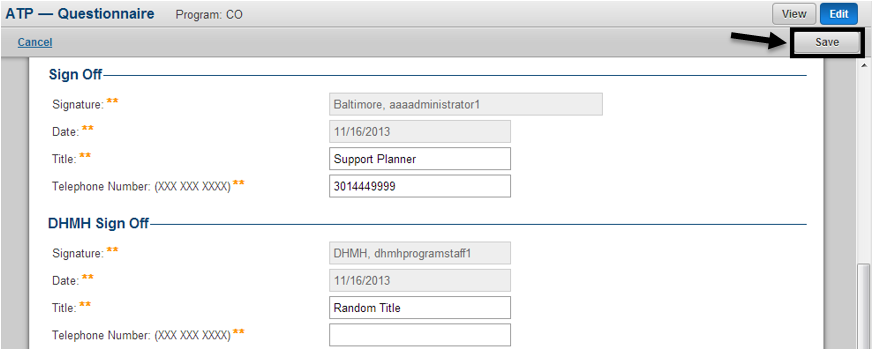 ATP — Questionnaire Program: CO View Edit
Cancel Save
Sign Off
Signature: ** Baltimore, aaaadministrator1
Date: ** 11/16/2013
Title: ** Support Planner
Telephone Number: (XXX XXX XXXX) ** 3014449999
DHMH Sign Off
Signature: ** DHMH, dhmhprogramstaff1
Date: ** 11/16/2013
Title: ** Random Title
Telephone Number: (XXX XXX XXXX) **